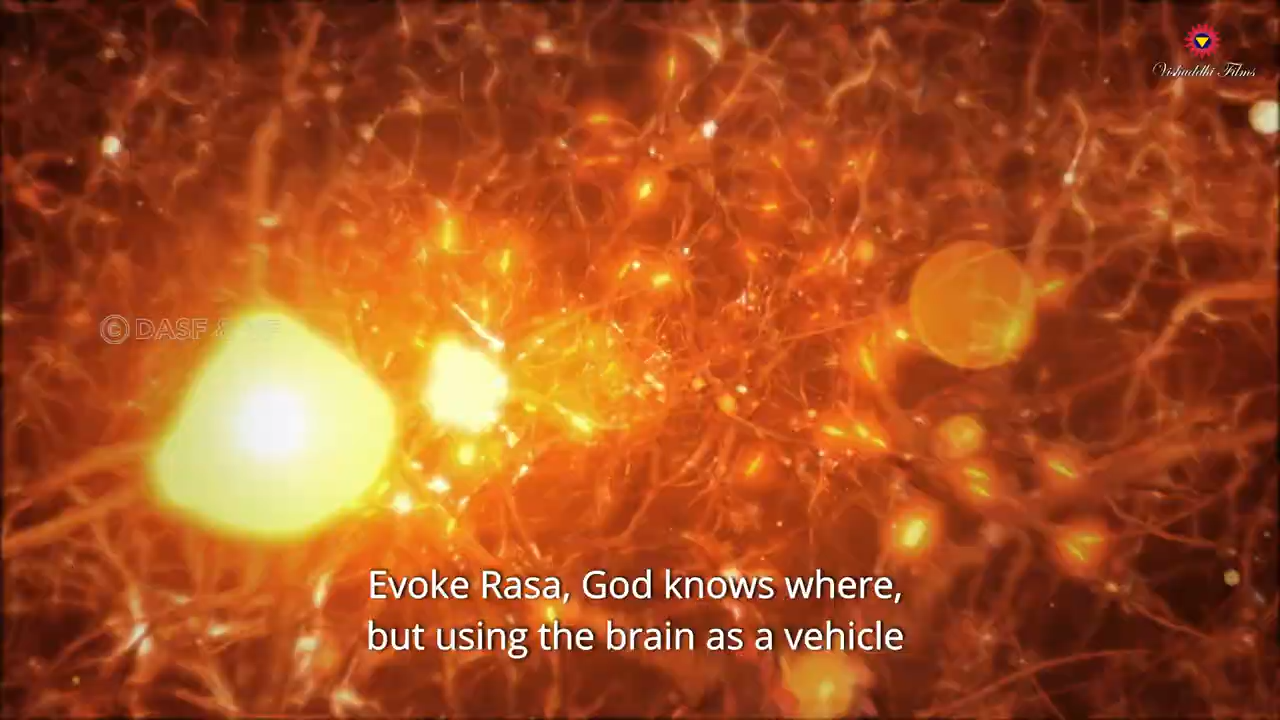 Vishuddhi Films
© DASF &
Evoke Rasa, God knows where,
but using the brain as a vehicle